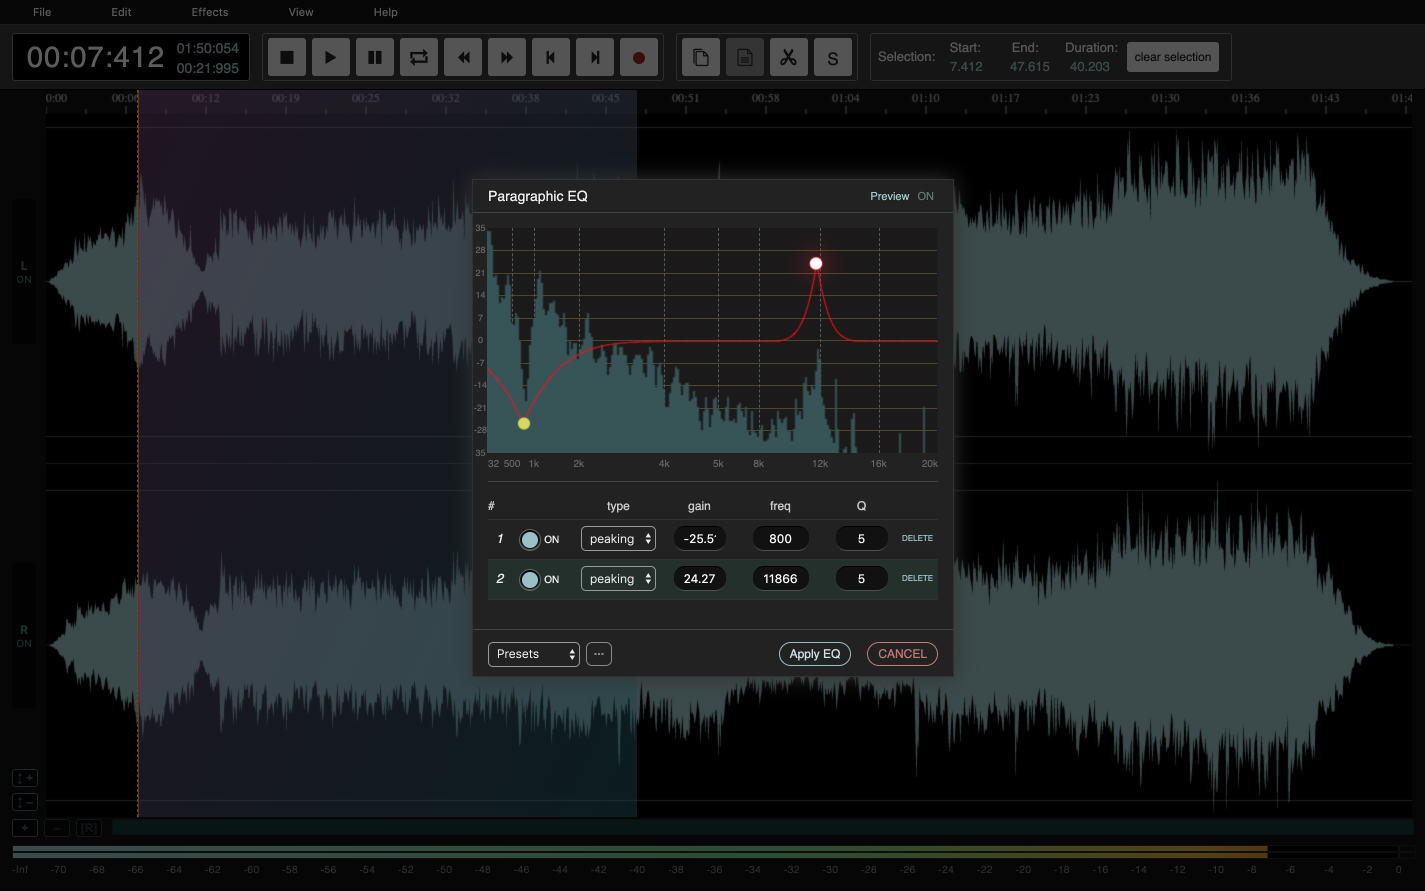 File Edit Effects View Help
00:07:412 01:50:054
00:21:995
S
Selection: Start: 7.412 End: 47.615 Duration: 40.203 clear selection
0:00 00:06 00:12 00:19 00:25 00:32 00:38 00:45 00:51 00:58 01:04 01:10 01:17 01:23 01:30 01:36 01:43 01:4
L
ON
R
ON
Paragraphic EQ Preview ON
35
28
21
14
7
0
-7
-14
-21
-28
35
32 500 1k 2k 4k 5k 8k 12k 16k 20k
# type gain freq Q
1 ON peaking -25.5 800 5 DELETE
2 ON peaking 24.27 11866 5 DELETE
Presets ... Apply EQ CANCEL
+
-
+ - [R]
-Inf -70 -68 -66 -64 -62 -60 -58 -56 -54 -52 -50 -48 -46 -44 -42 -40 -38 -36 -34 -32 -30 -28 -26 -24 -22 -20 -18 -16 -14 -12 -10 -8 -6 -4 -2 0